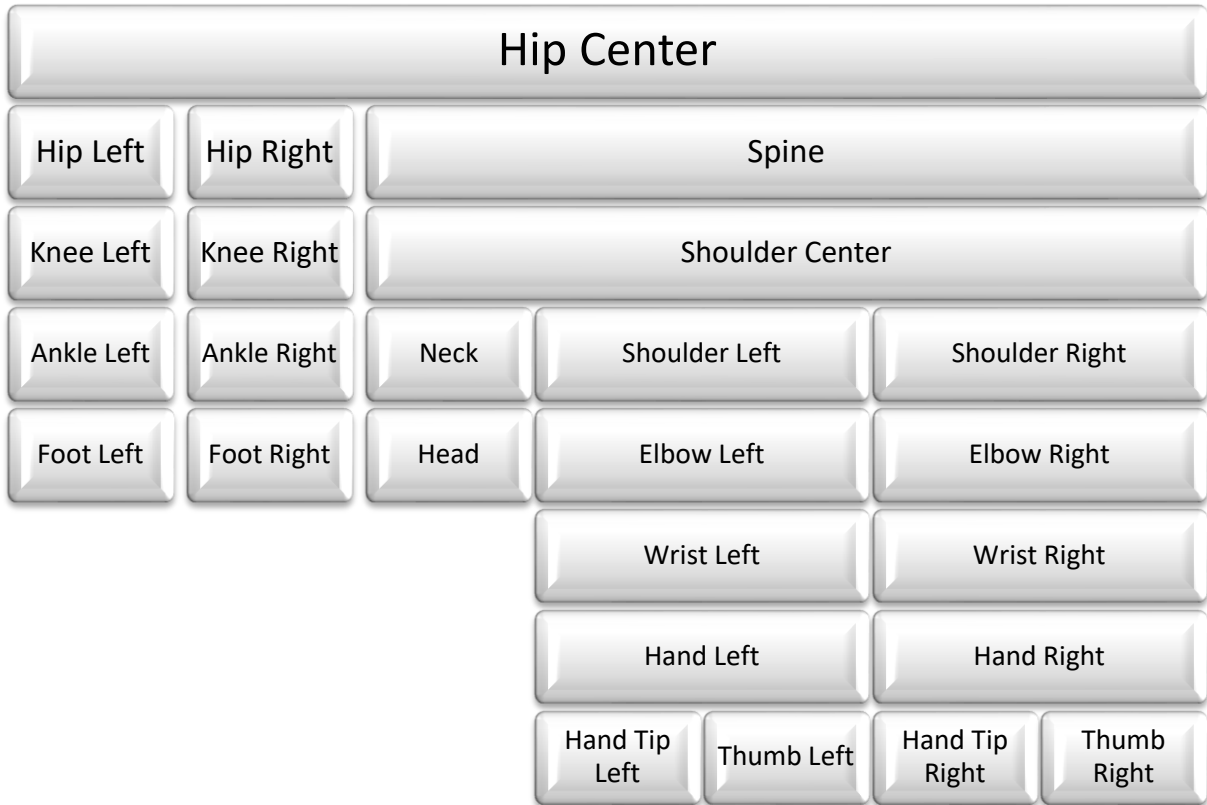 Hip Center
Hip Left
Hip Right
Spine
Knee Left
Knee Right
Shoulder Center
Ankle Left
Ankle Right
Neck
Shoulder Left
Shoulder Right
Foot Left
Foot Right
Head
Elbow Left
Elbow Right
Wrist Left
Wrist Right
Hand Left
Hand Right
Hand Tip
Left
Thumb Left
Hand Tip
Right
Thumb
Right